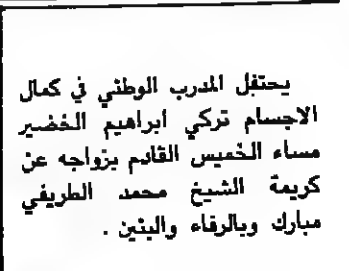 يحتفل المدرب الوطني في كمال
الاجسام تركي ابراهيم الخضير
مساء الخميس القادم بزواجه عن
كريمة الشيخ محمد الطريفي
مبارك وبالرفاء والبنين .